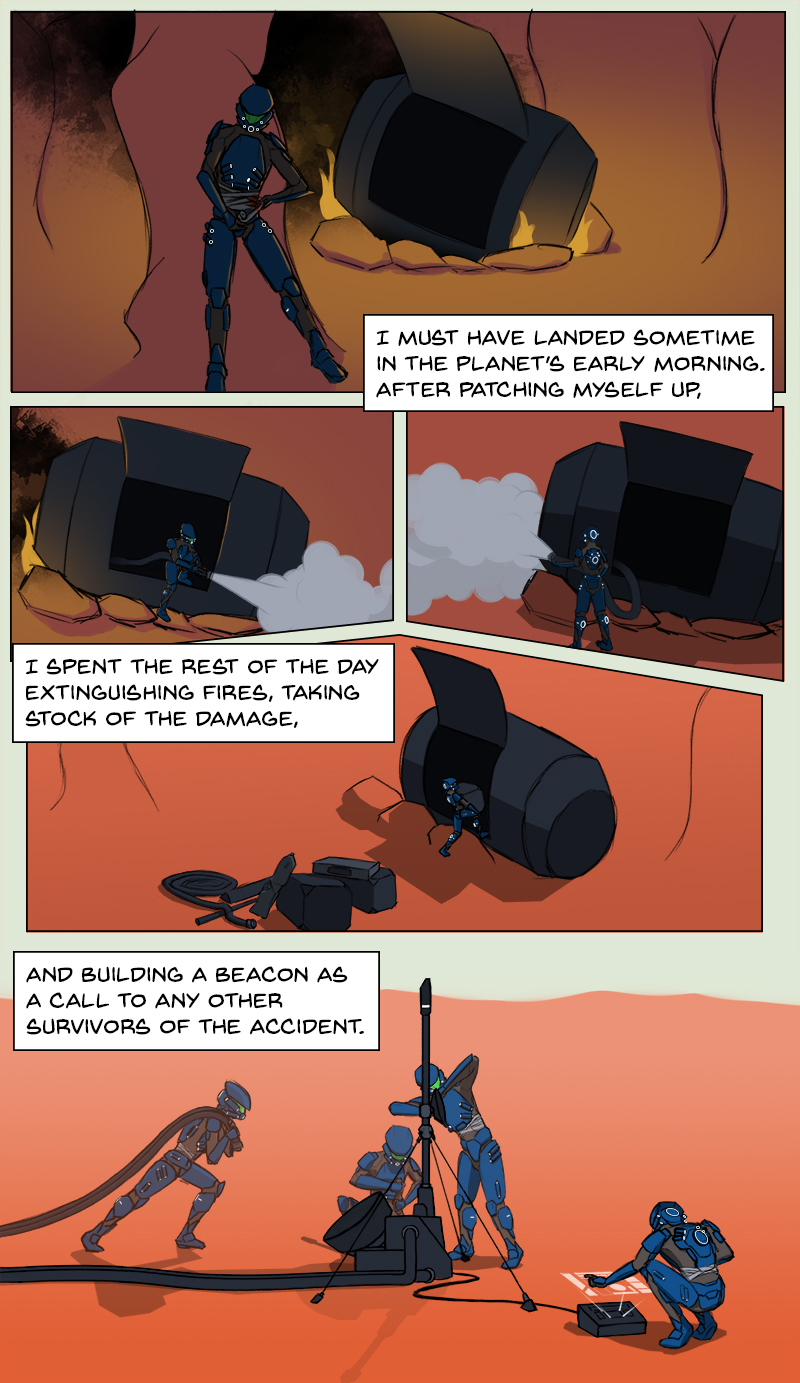 I MUST HAVE LANDED SOMETIME
IN THE PLANET'S EARLY MORNING.
AFTER PATCHING MYSELF UP,
I SPENT THE REST OF THE DAY
EXTINGUISHING FIRES, TAKING
STOCK OF THE DAMAGE,
AND BUILDING A BEACON AS
A CALL TO ANY OTHER
SURVIVORS OF THE ACCIDENT.